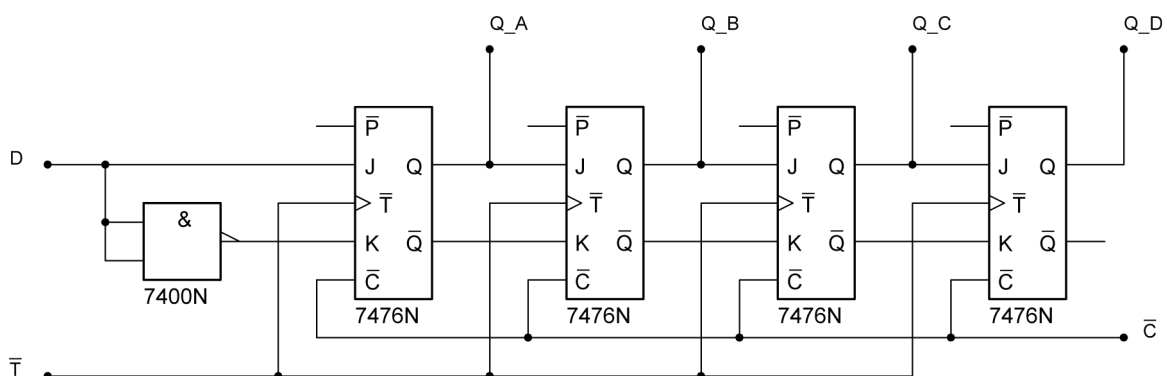 Q_A Q_B Q_C Q_D
P̅ P̅ P̅ P̅
D J Q J Q J Q J Q
& T̅ T̅ T̅ T̅
K Q̅ K Q̅ K Q̅ K Q̅
C̅ C̅ C̅ C̅
7400N 7476N 7476N 7476N 7476N
C̅
T̅